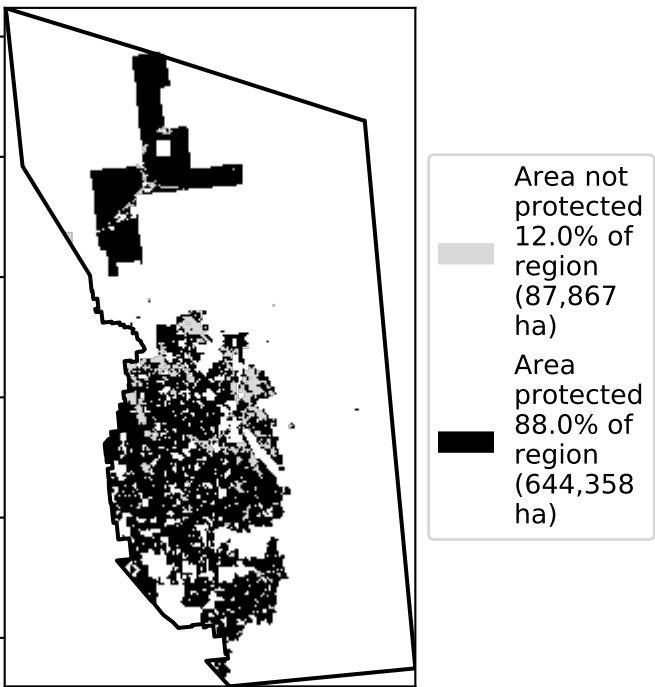 Area not
protected
12.0% of
region
(87,867
ha)
Area
protected
88.0% of
region
(644,358
ha)